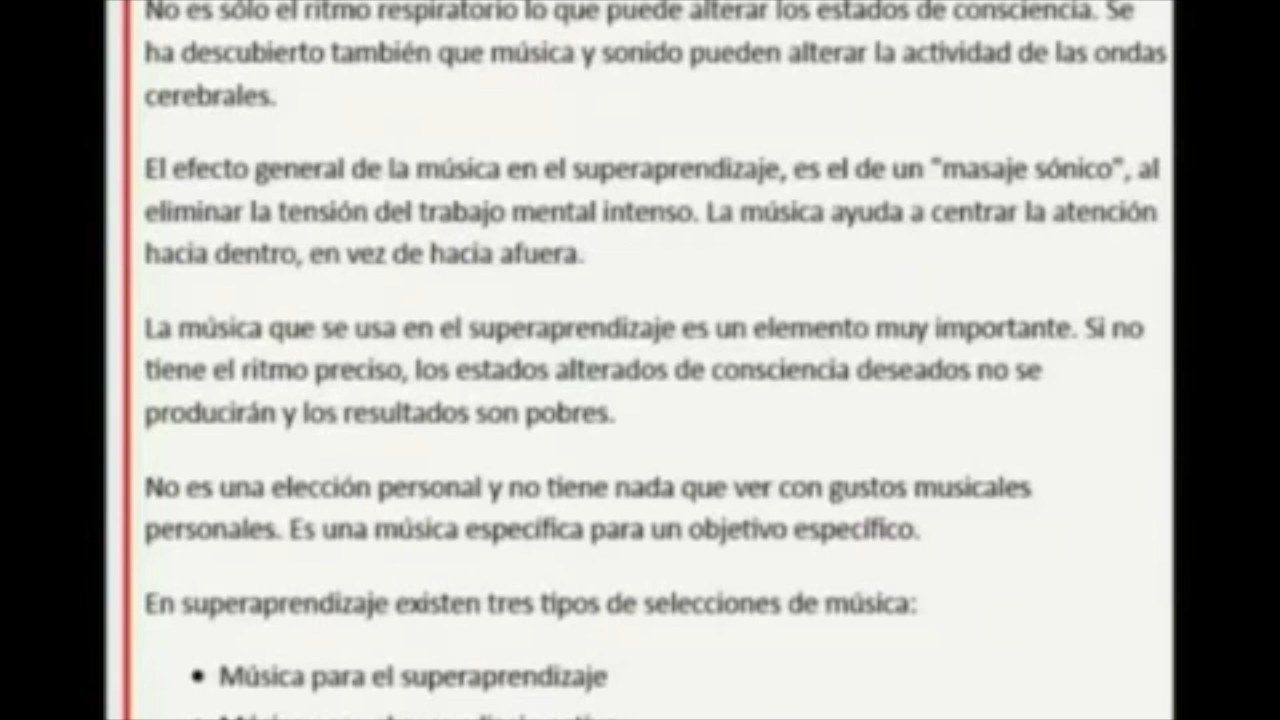 No es sólo el ritmo respiratorio lo que puede alterar los estados de consciencia. Se
ha descubierto también que música y sonido pueden alterar la actividad de las ondas
cerebrales.
El efecto general de la música en el superaprendizaje, es el de un "masaje sónico", al
eliminar la tensión del trabajo mental intenso. La música ayuda a centrar la atención
hacia dentro, en vez de hacia afuera.
La música que se usa en el superaprendizaje es un elemento muy importante. Si no
tiene el ritmo preciso, los estados alterados de consciencia deseados no se
producirán y los resultados son pobres.
No es una elección personal y no tiene nada que ver con gustos musicales
personales. Es una música específica para un objetivo específico.
En superaprendizaje existen tres tipos de selecciones de música:
• Música para el superaprendizaje